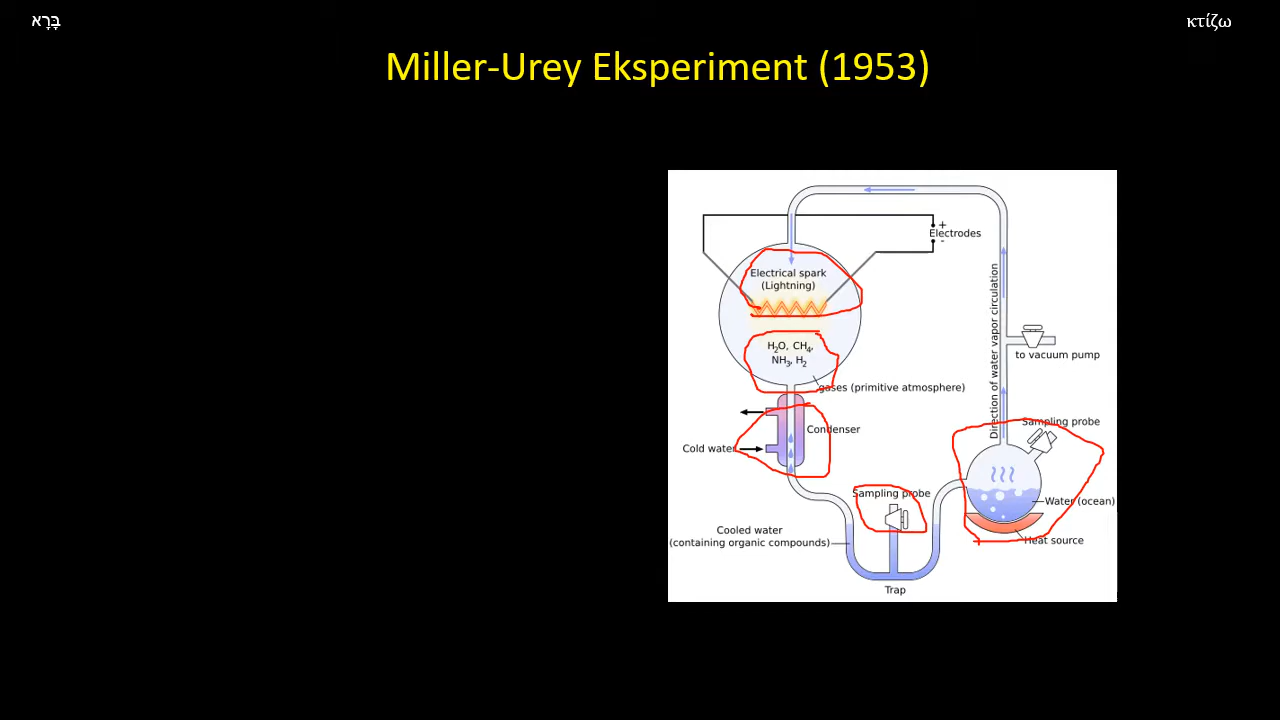 בָּרָא
κτίζω
Miller-Urey Eksperiment (1953)
+
Electrodes
-
Electrical spark
(Lightning)
H₂O, CH₄,
NH₃, H₂
gases (primitive atmosphere)
Direction of water vapor circulation
to vacuum pump
Condenser
Cold water
Sampling probe
Sampling probe
Water (ocean)
Heat source
Cooled water
(containing organic compounds)
Trap